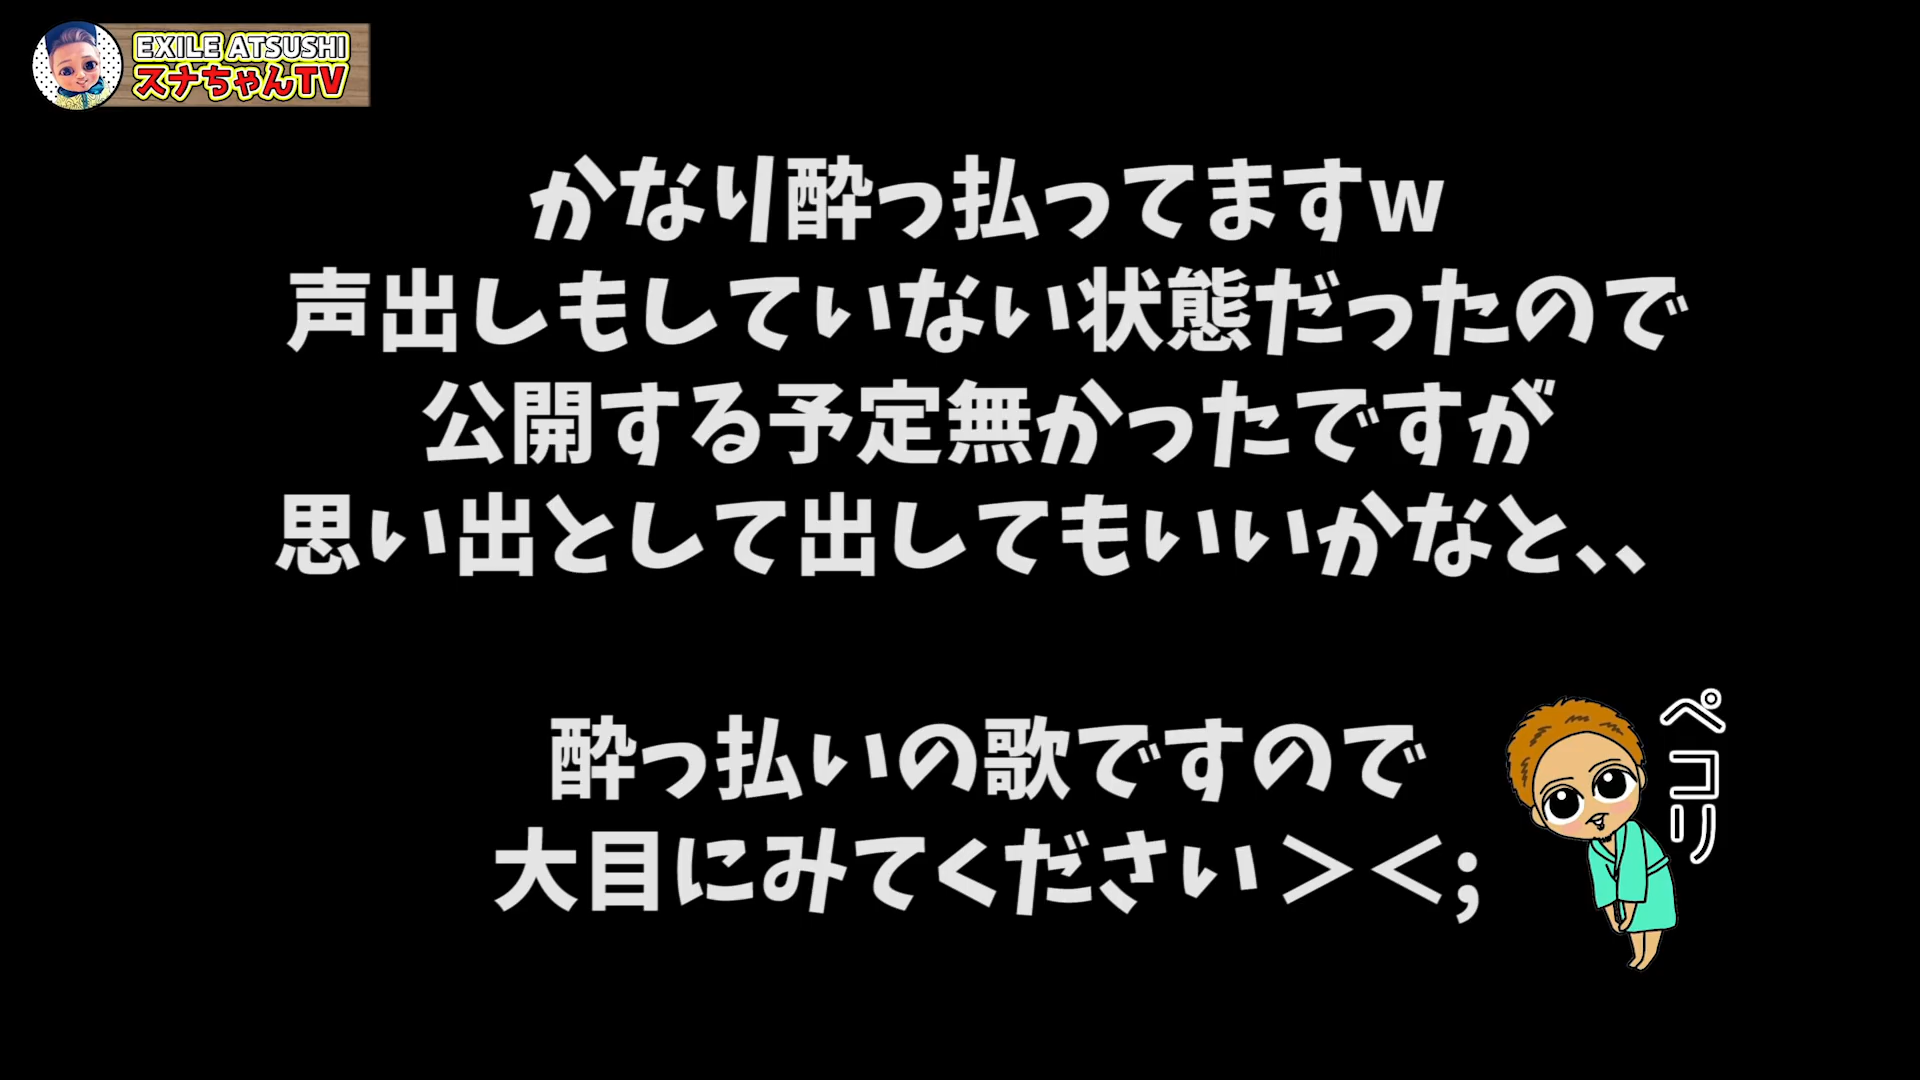 EXILE ATSUSHI
スナちゃんTV
かなり酔っ払ってますw
声出しもしていない状態だったので
公開する予定無かったですが
思い出として出してもいいかなと、、
酔っ払いの歌ですので
大目にみてください＞＜;
ペコリ